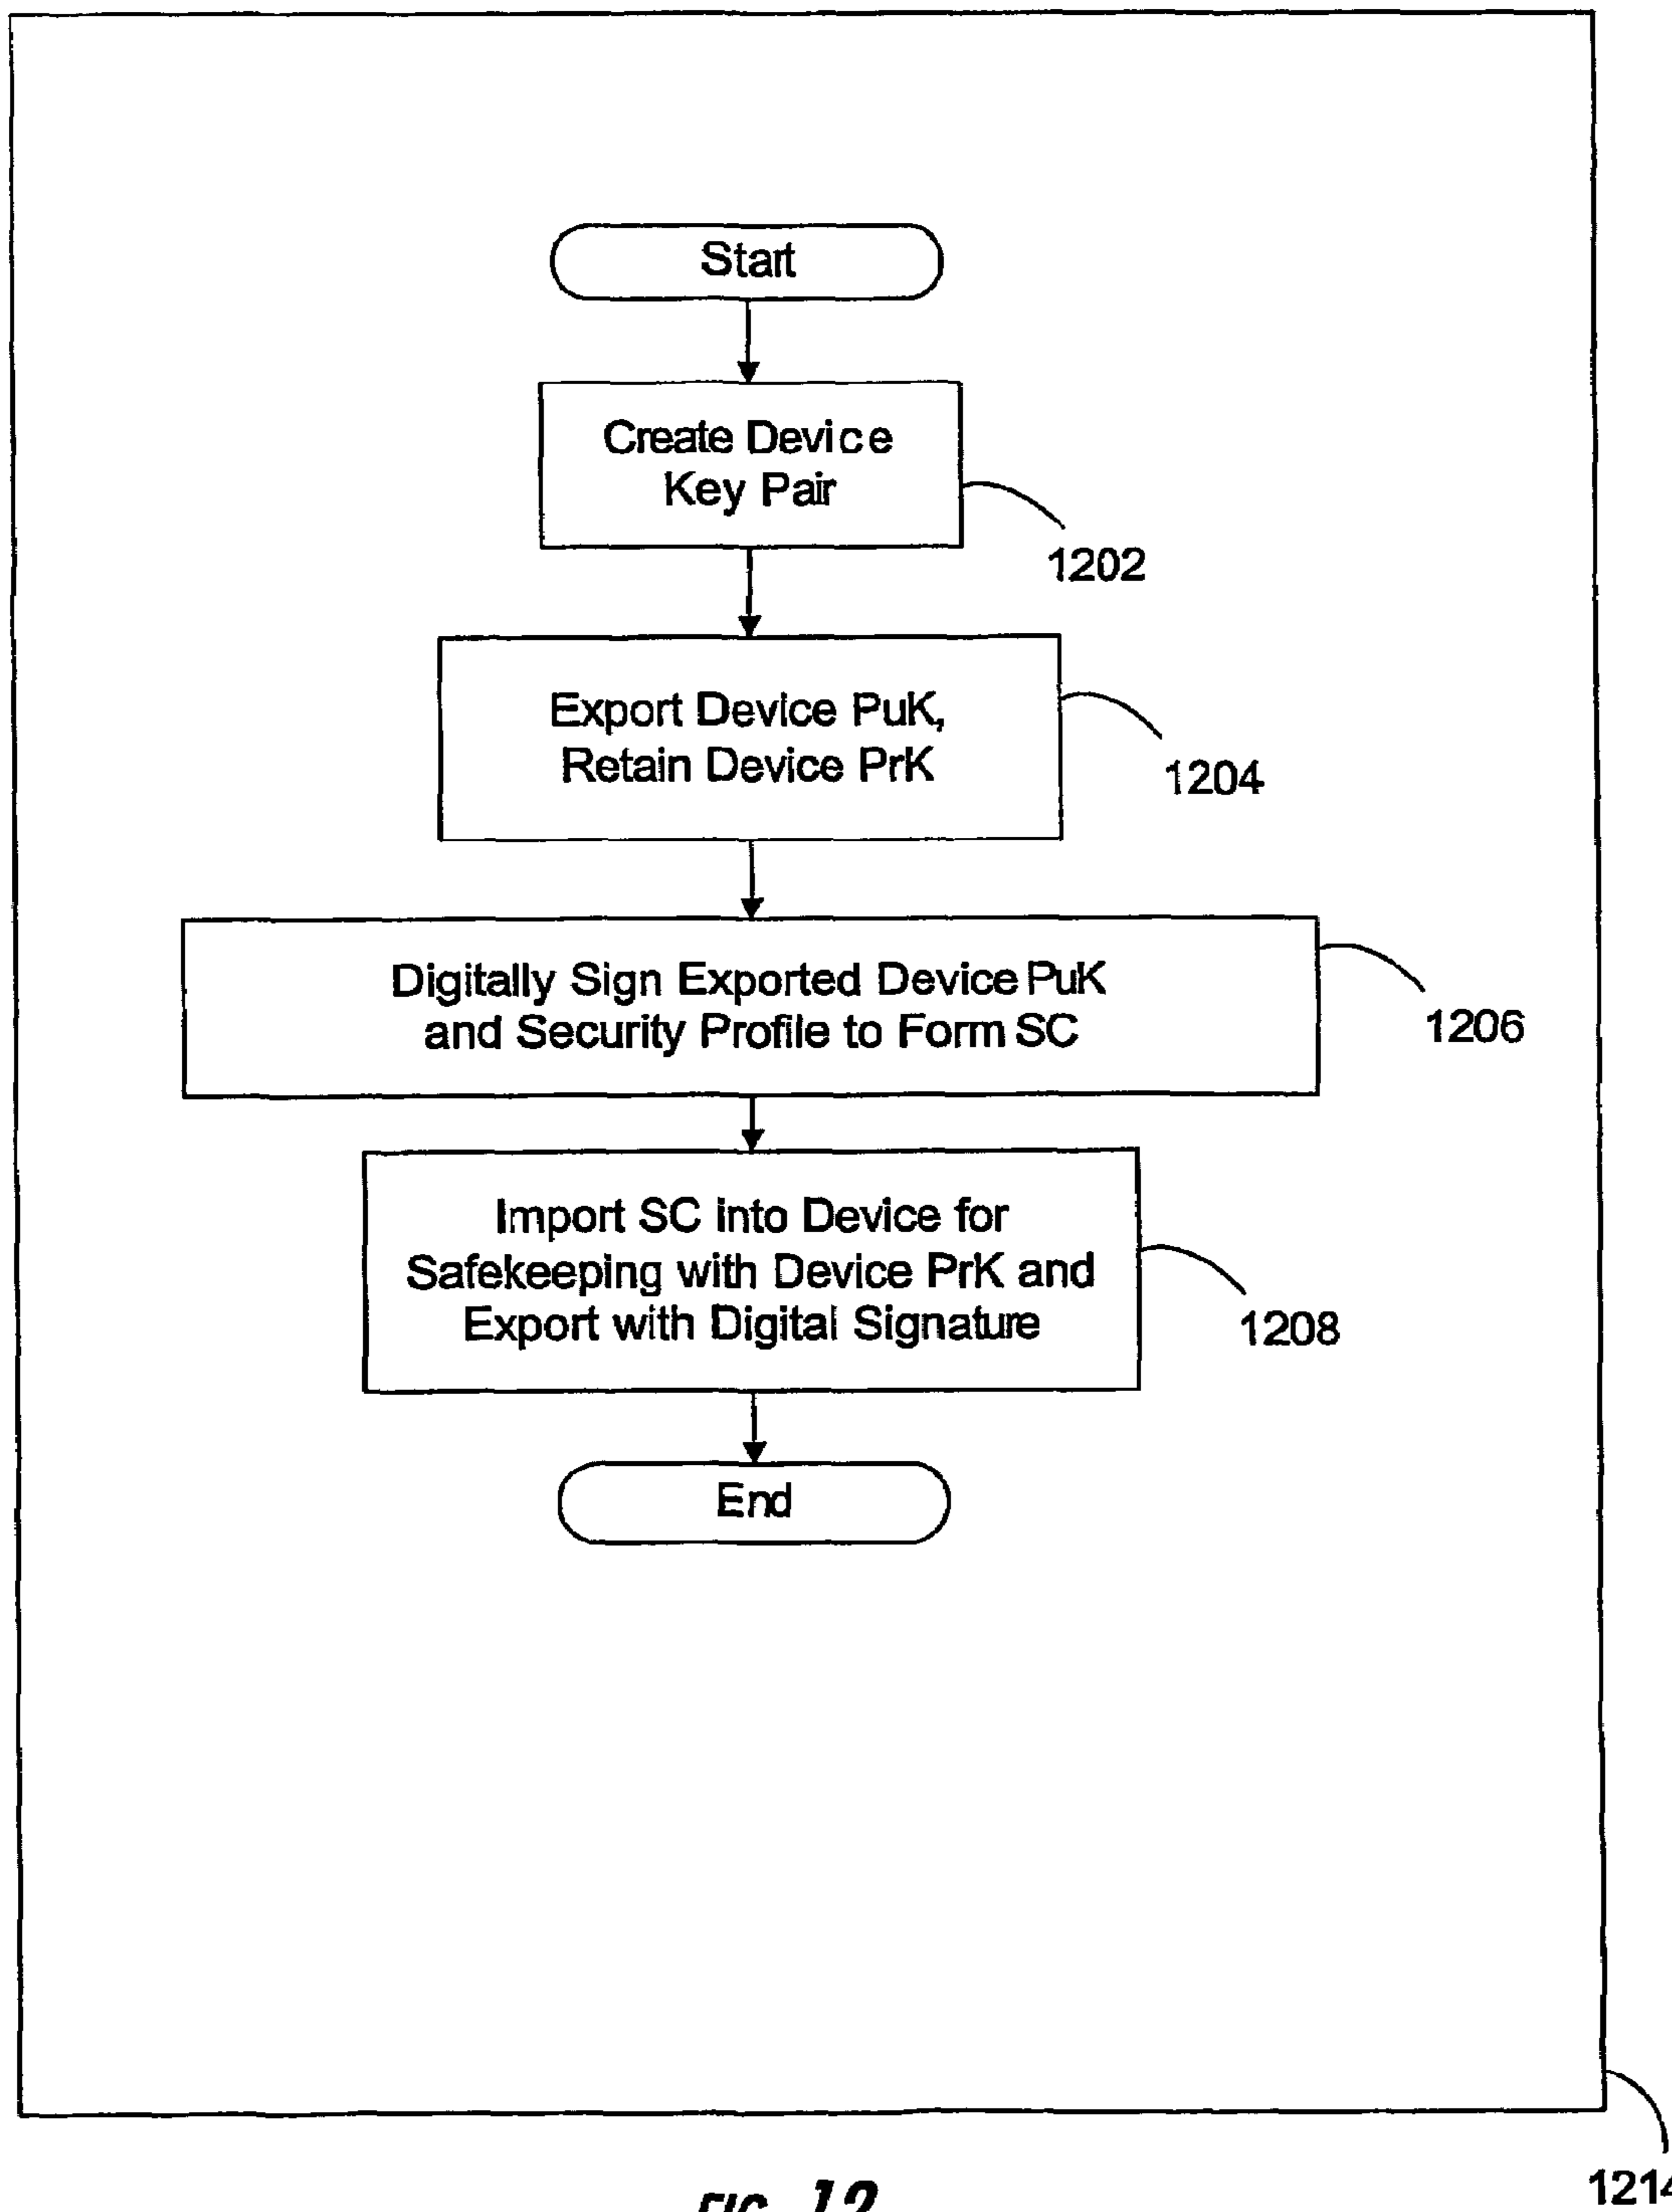 Start
Create Device
Key Pair
1202
Export Device PuK,
Retain Device PrK
1204
Digitally Sign Exported Device PuK
and Security Profile to Form SC
1206
Import SC into Device for
Safekeeping with Device PrK and
Export with Digital Signature
1208
End
1214
FIG. 12